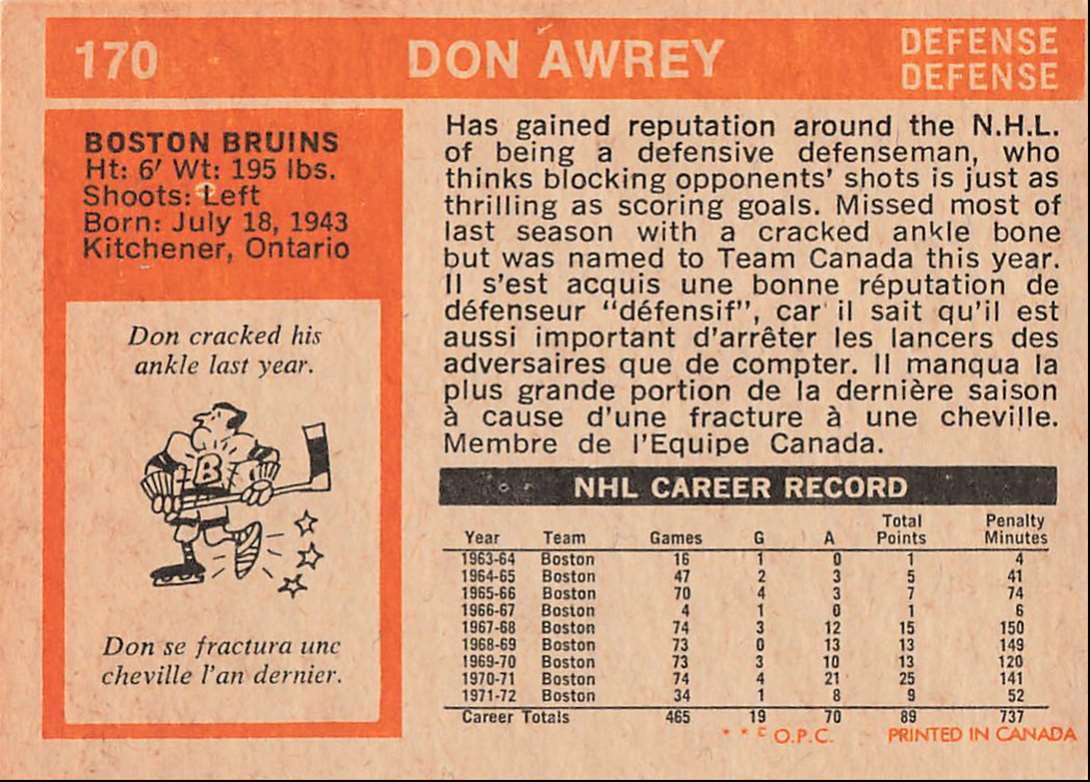 170
DON AWREY
DEFENSE
DEFENSE
BOSTON BRUINS
Ht: 6' Wt: 195 lbs.
Shoots: Left
Born: July 18, 1943
Kitchener, Ontario
Don cracked his
ankle last year.
B
Don se fractura une
cheville l'an dernier.
Has gained reputation around the N.H.L.
of being a defensive defenseman, who
thinks blocking opponents' shots is just as
thrilling as scoring goals. Missed most of
last season with a cracked ankle bone
but was named to Team Canada this year.
Il s'est acquis une bonne réputation de
défenseur "défensif", car il sait qu'il est
aussi important d'arrêter les lancers des
adversaires que de compter. Il manqua la
plus grande portion de la dernière saison
à cause d'une fracture à une cheville.
Membre de l'Equipe Canada.
NHL CAREER RECORD
Year Team Games G A Total Points Penalty Minutes
1963-64 Boston 16 1 0 1 4
1964-65 Boston 47 2 3 5 41
1965-66 Boston 70 4 3 7 74
1966-67 Boston 4 1 0 1 6
1967-68 Boston 74 3 12 15 150
1968-69 Boston 73 0 13 13 149
1969-70 Boston 73 3 10 13 120
1970-71 Boston 74 4 21 25 141
1971-72 Boston 34 1 8 9 52
Career Totals 465 19 70 89 737
* * © O.P.C. PRINTED IN CANADA